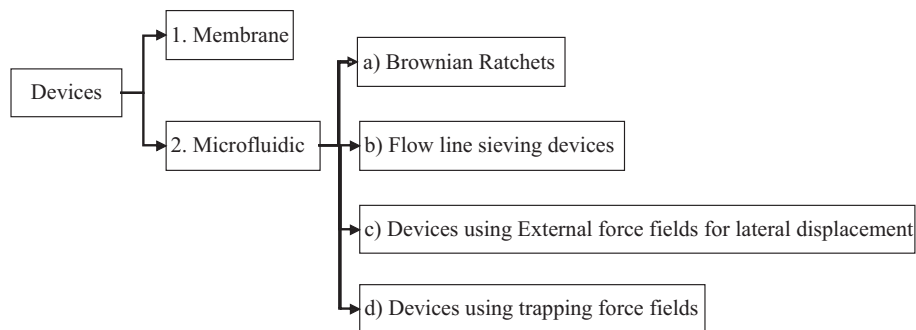 Devices
1. Membrane
2. Microfluidic
a) Brownian Ratchets
b) Flow line sieving devices
c) Devices using External force fields for lateral displacement
d) Devices using trapping force fields